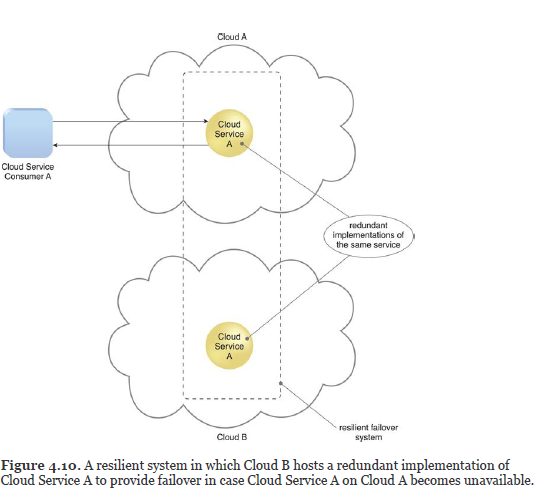 Cloud A
Cloud
Service
A
Cloud Service
Consumer A
redundant
implementations of
the same service
Cloud
Service
A
resilient failover
system
Cloud B
Figure 4.10. A resilient system in which Cloud B hosts a redundant implementation of
Cloud Service A to provide failover in case Cloud Service A on Cloud A becomes unavailable.